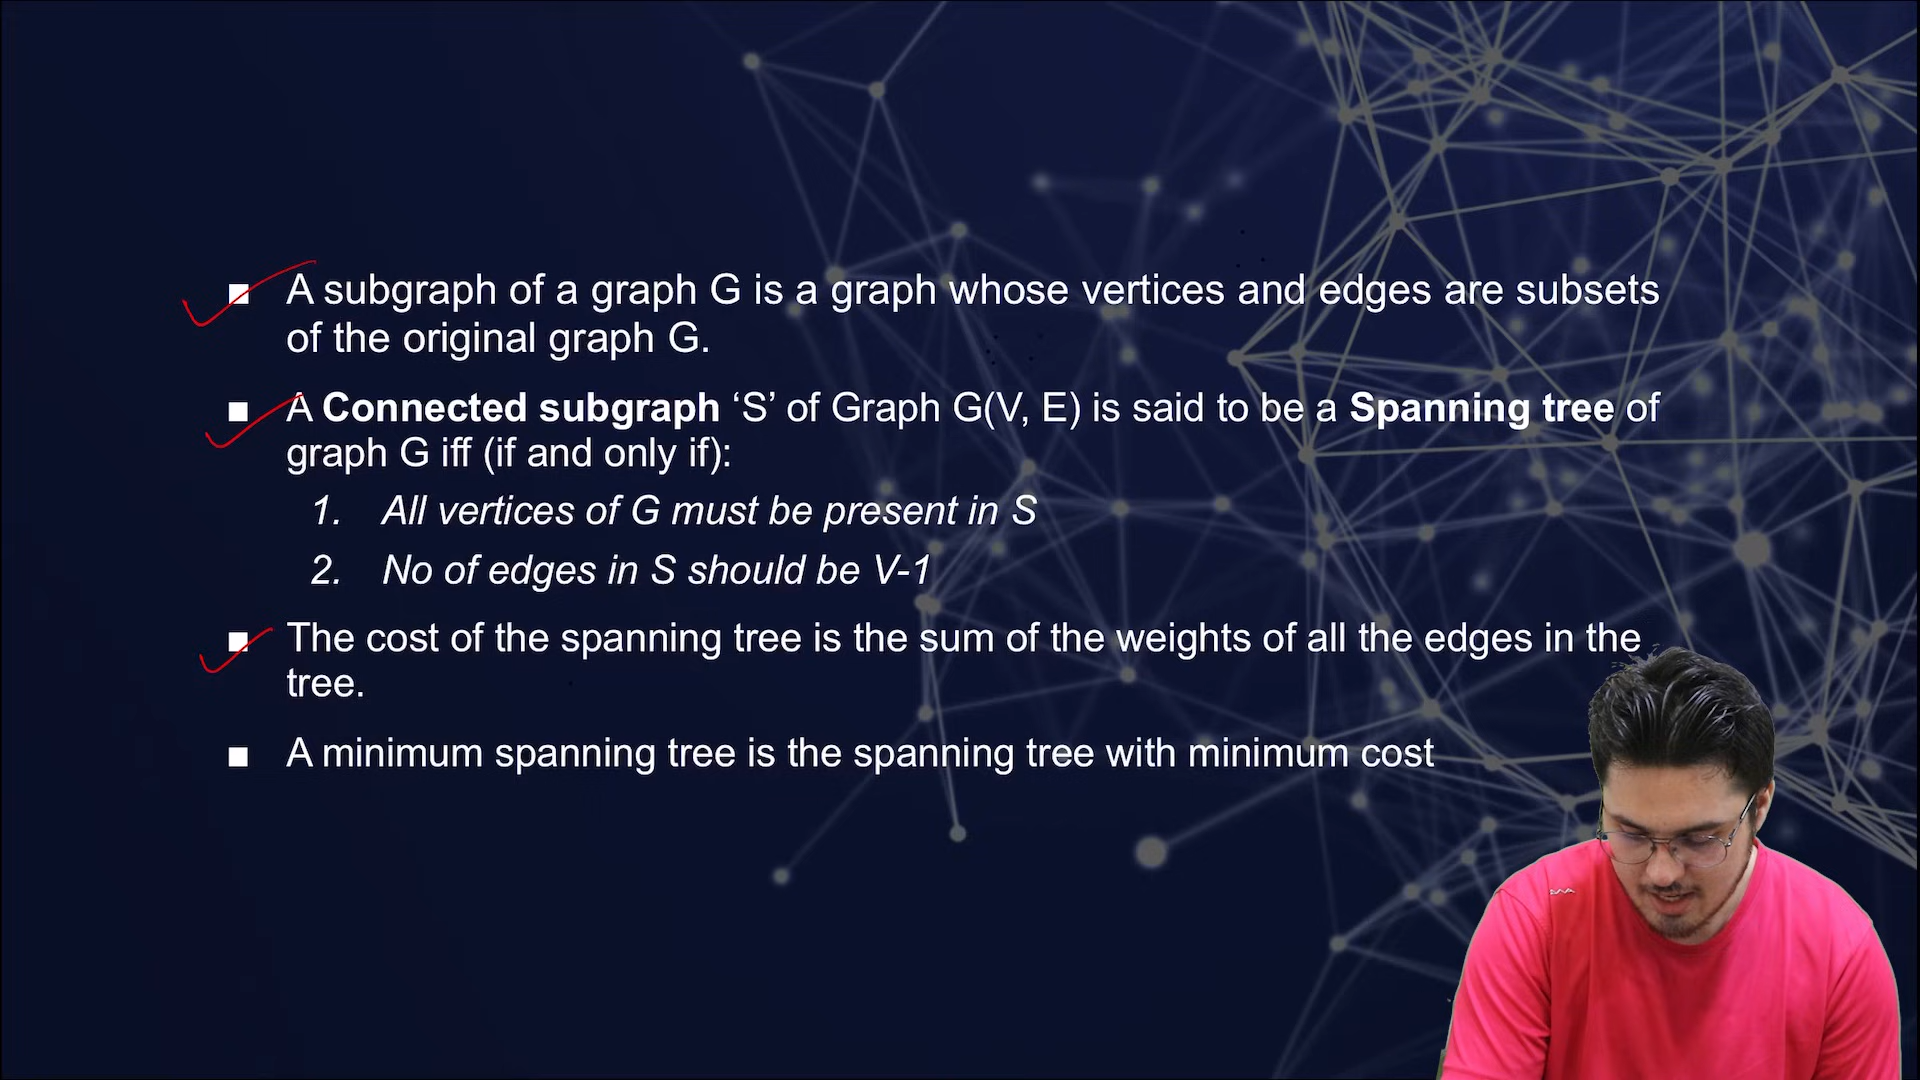 ■ A subgraph of a graph G is a graph whose vertices and edges are subsets
of the original graph G.
■ A Connected subgraph ‘S’ of Graph G(V, E) is said to be a Spanning tree of
graph G iff (if and only if):
1. All vertices of G must be present in S
2. No of edges in S should be V-1
■ The cost of the spanning tree is the sum of the weights of all the edges in the
tree.
■ A minimum spanning tree is the spanning tree with minimum cost